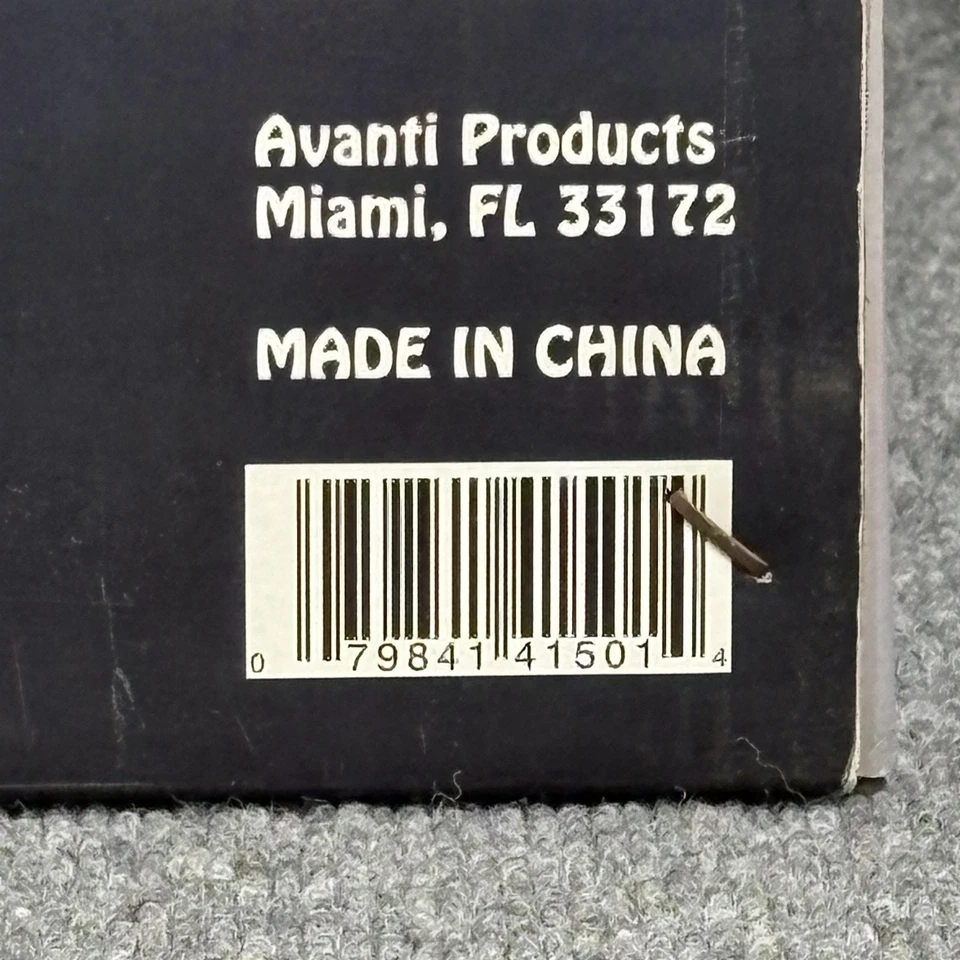 Avanti Products
Miami, FL 33172
MADE IN CHINA
0 79841 41501 4